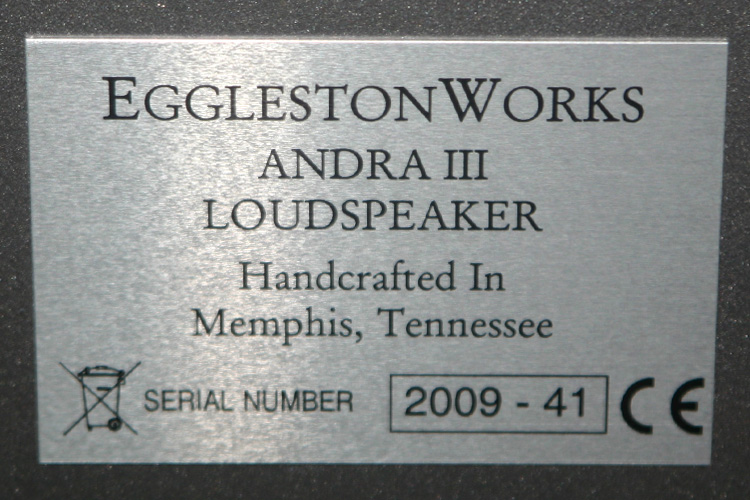 EGGLESTONWORKS
ANDRA III
LOUDSPEAKER
Handcrafted In
Memphis, Tennessee
SERIAL NUMBER 2009 - 41 CE